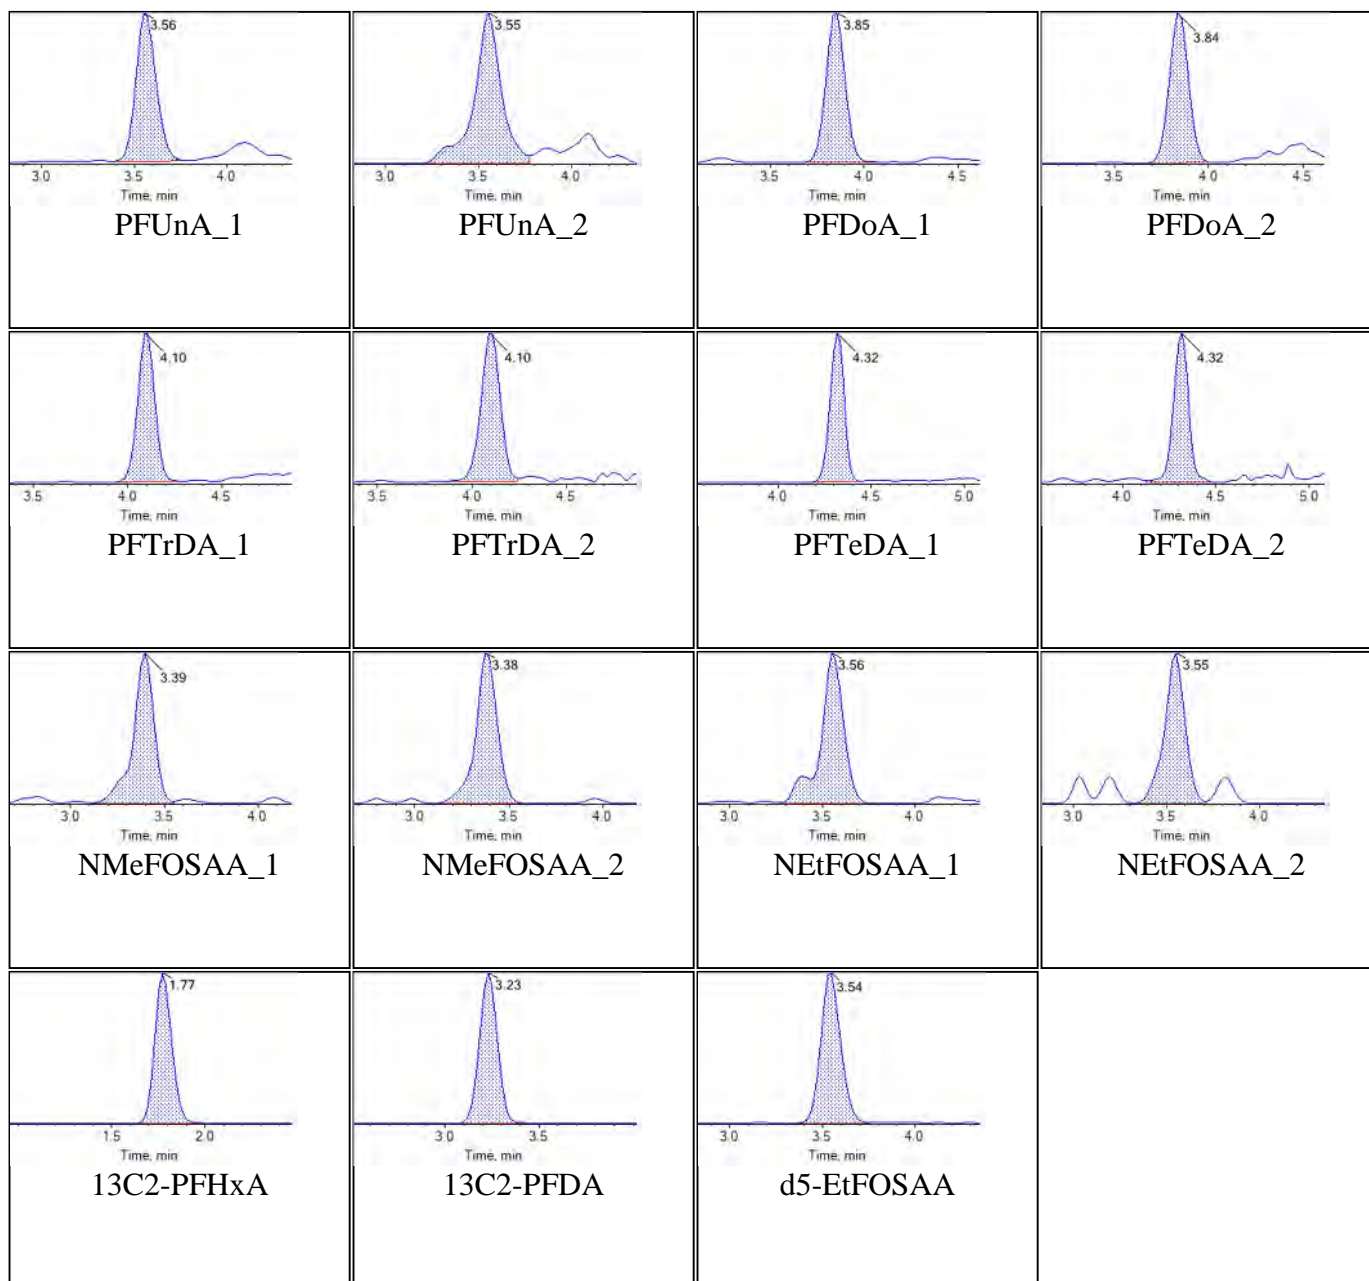 3.56
3.0 3.5 4.0
Time, min
PFUnA_1
3.55
3.0 3.5 4.0
Time, min
PFUnA_2
3.85
3.5 4.0 4.5
Time, min
PFDoA_1
3.84
3.5 4.0 4.5
Time, min
PFDoA_2
4.10
3.5 4.0 4.5
Time, min
PFTrDA_1
4.10
3.5 4.0 4.5
Time, min
PFTrDA_2
4.32
4.0 4.5 5.0
Time, min
PFTeDA_1
4.32
4.0 4.5 5.0
Time, min
PFTeDA_2
3.39
3.0 3.5 4.0
Time, min
NMeFOSAA_1
3.38
3.0 3.5 4.0
Time, min
NMeFOSAA_2
3.56
3.0 3.5 4.0
Time, min
NEtFOSAA_1
3.55
3.0 3.5 4.0
Time, min
NEtFOSAA_2
1.77
1.5 2.0
Time, min
13C2-PFHxA
3.23
3.0 3.5
Time, min
13C2-PFDA
3.54
3.0 3.5 4.0
Time, min
d5-EtFOSAA